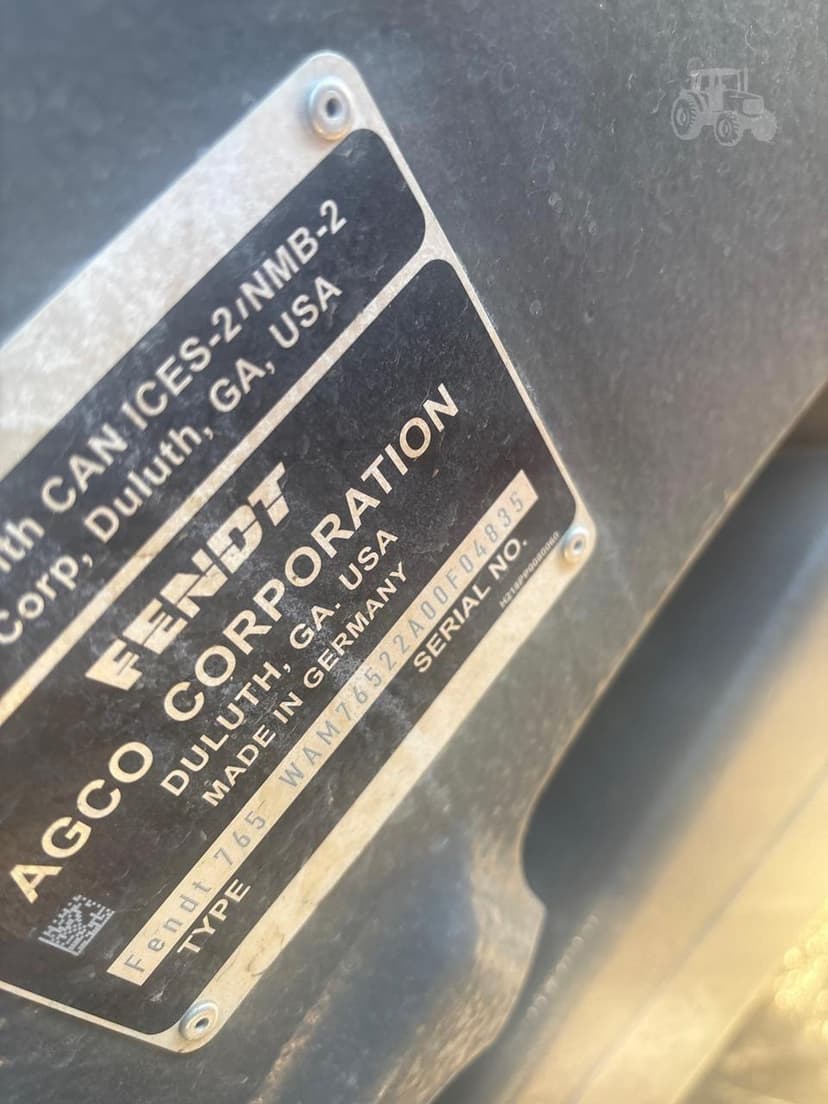 ith CAN ICES-2/NMB-2
Corp, Duluth, GA, USA
FENDT
AGCO CORPORATION
DULUTH, GA. USA
MADE IN GERMANY
Fendt 765 WAM76522A00F04835
TYPE SERIAL NO.